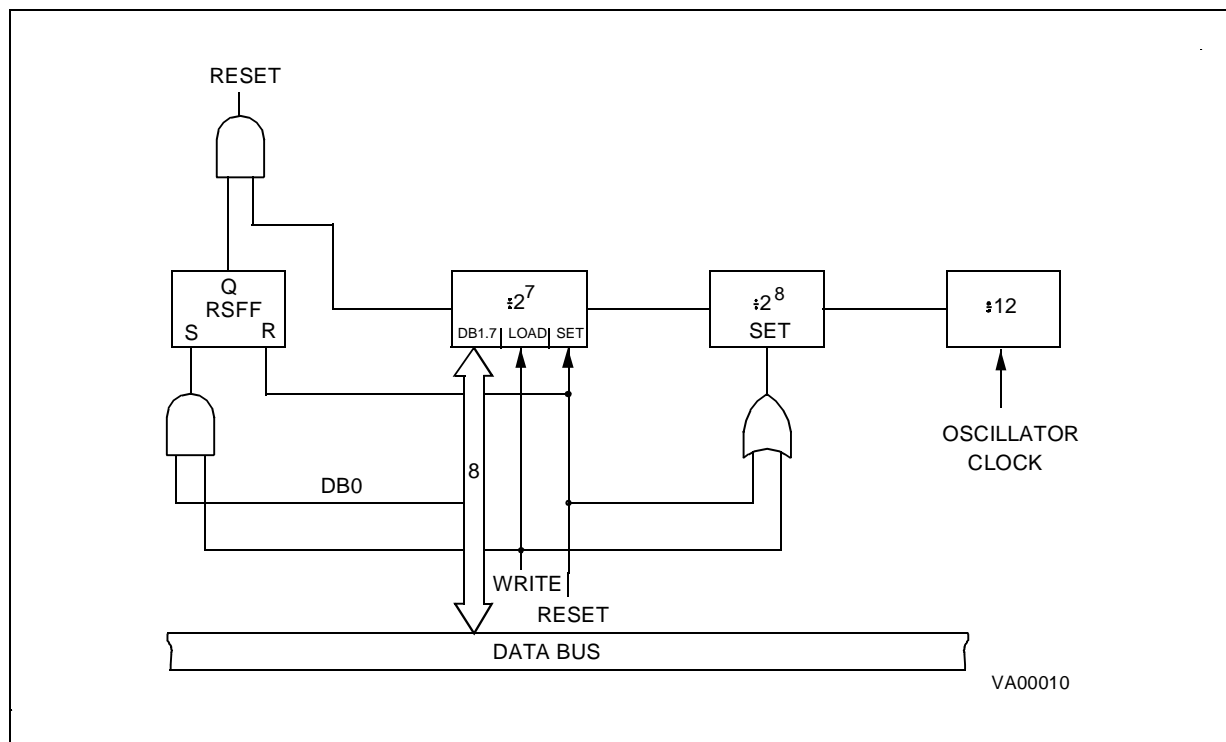 RESET
Q
RSFF
S R
÷2⁷
DB1.7 LOAD SET
÷2⁸
SET
÷12
OSCILLATOR
CLOCK
8
DB0
WRITE
RESET
DATA BUS
VA00010